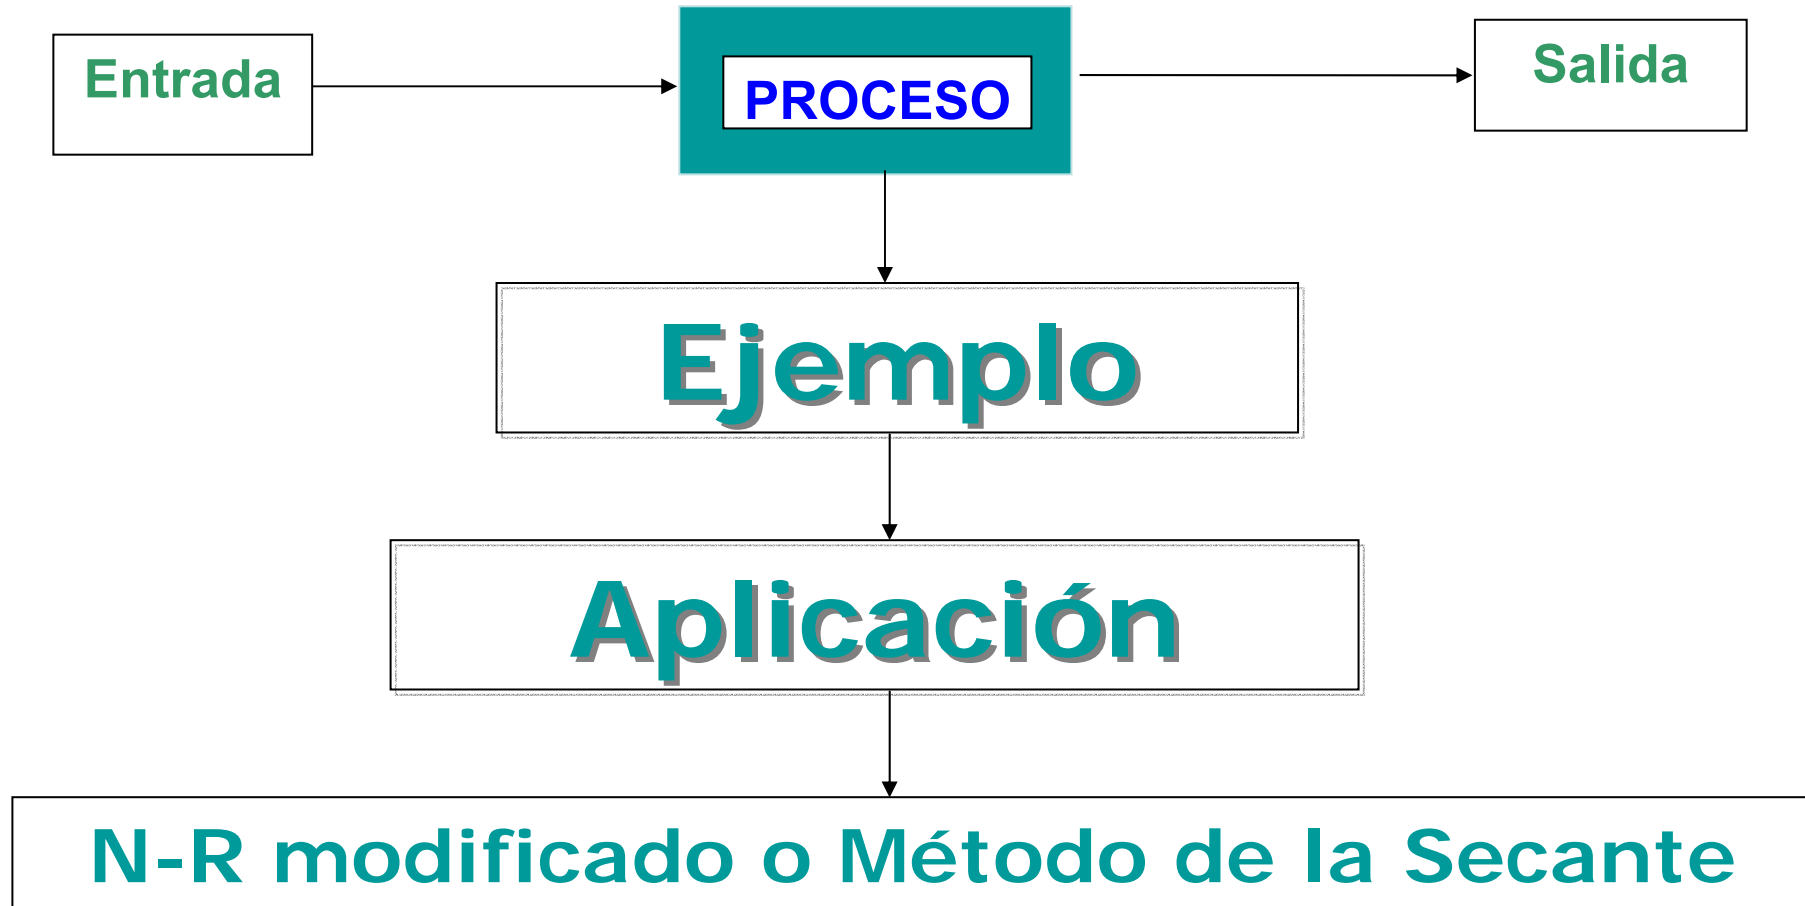 Entrada
PROCESO
Salida
Ejemplo
Aplicación
N-R modificado o Método de la Secante